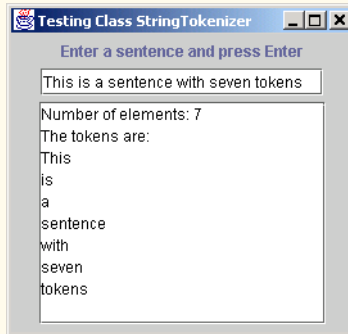 Testing Class StringTokenizer
Enter a sentence and press Enter
This is a sentence with seven tokens
Number of elements: 7
The tokens are:
This
is
a
sentence
with
seven
tokens